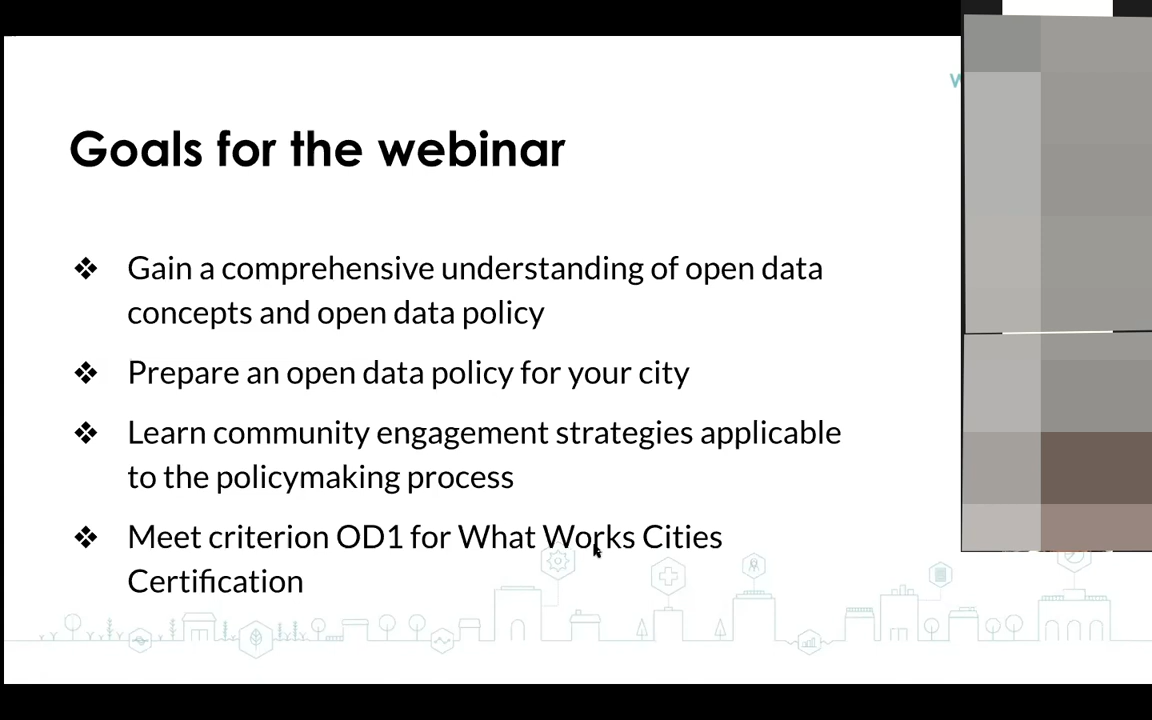 Goals for the webinar
❖ Gain a comprehensive understanding of open data
concepts and open data policy
❖ Prepare an open data policy for your city
❖ Learn community engagement strategies applicable
to the policymaking process
❖ Meet criterion OD1 for What Works Cities
Certification